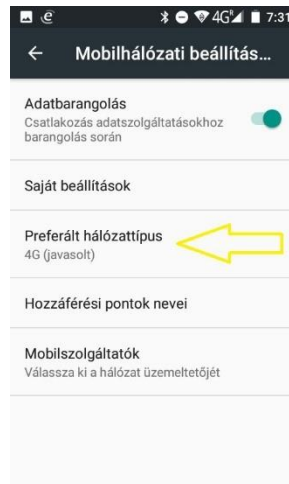 4G R 7:31
Mobilhálózati beállítás...
Adatbarangolás
Csatlakozás adatszolgáltatásokhoz
barangolás során
Saját beállítások
Preferált hálózattípus
4G (javasolt)
Hozzáférési pontok nevei
Mobilszolgáltatók
Válassza ki a hálózat üzemeltetőjét